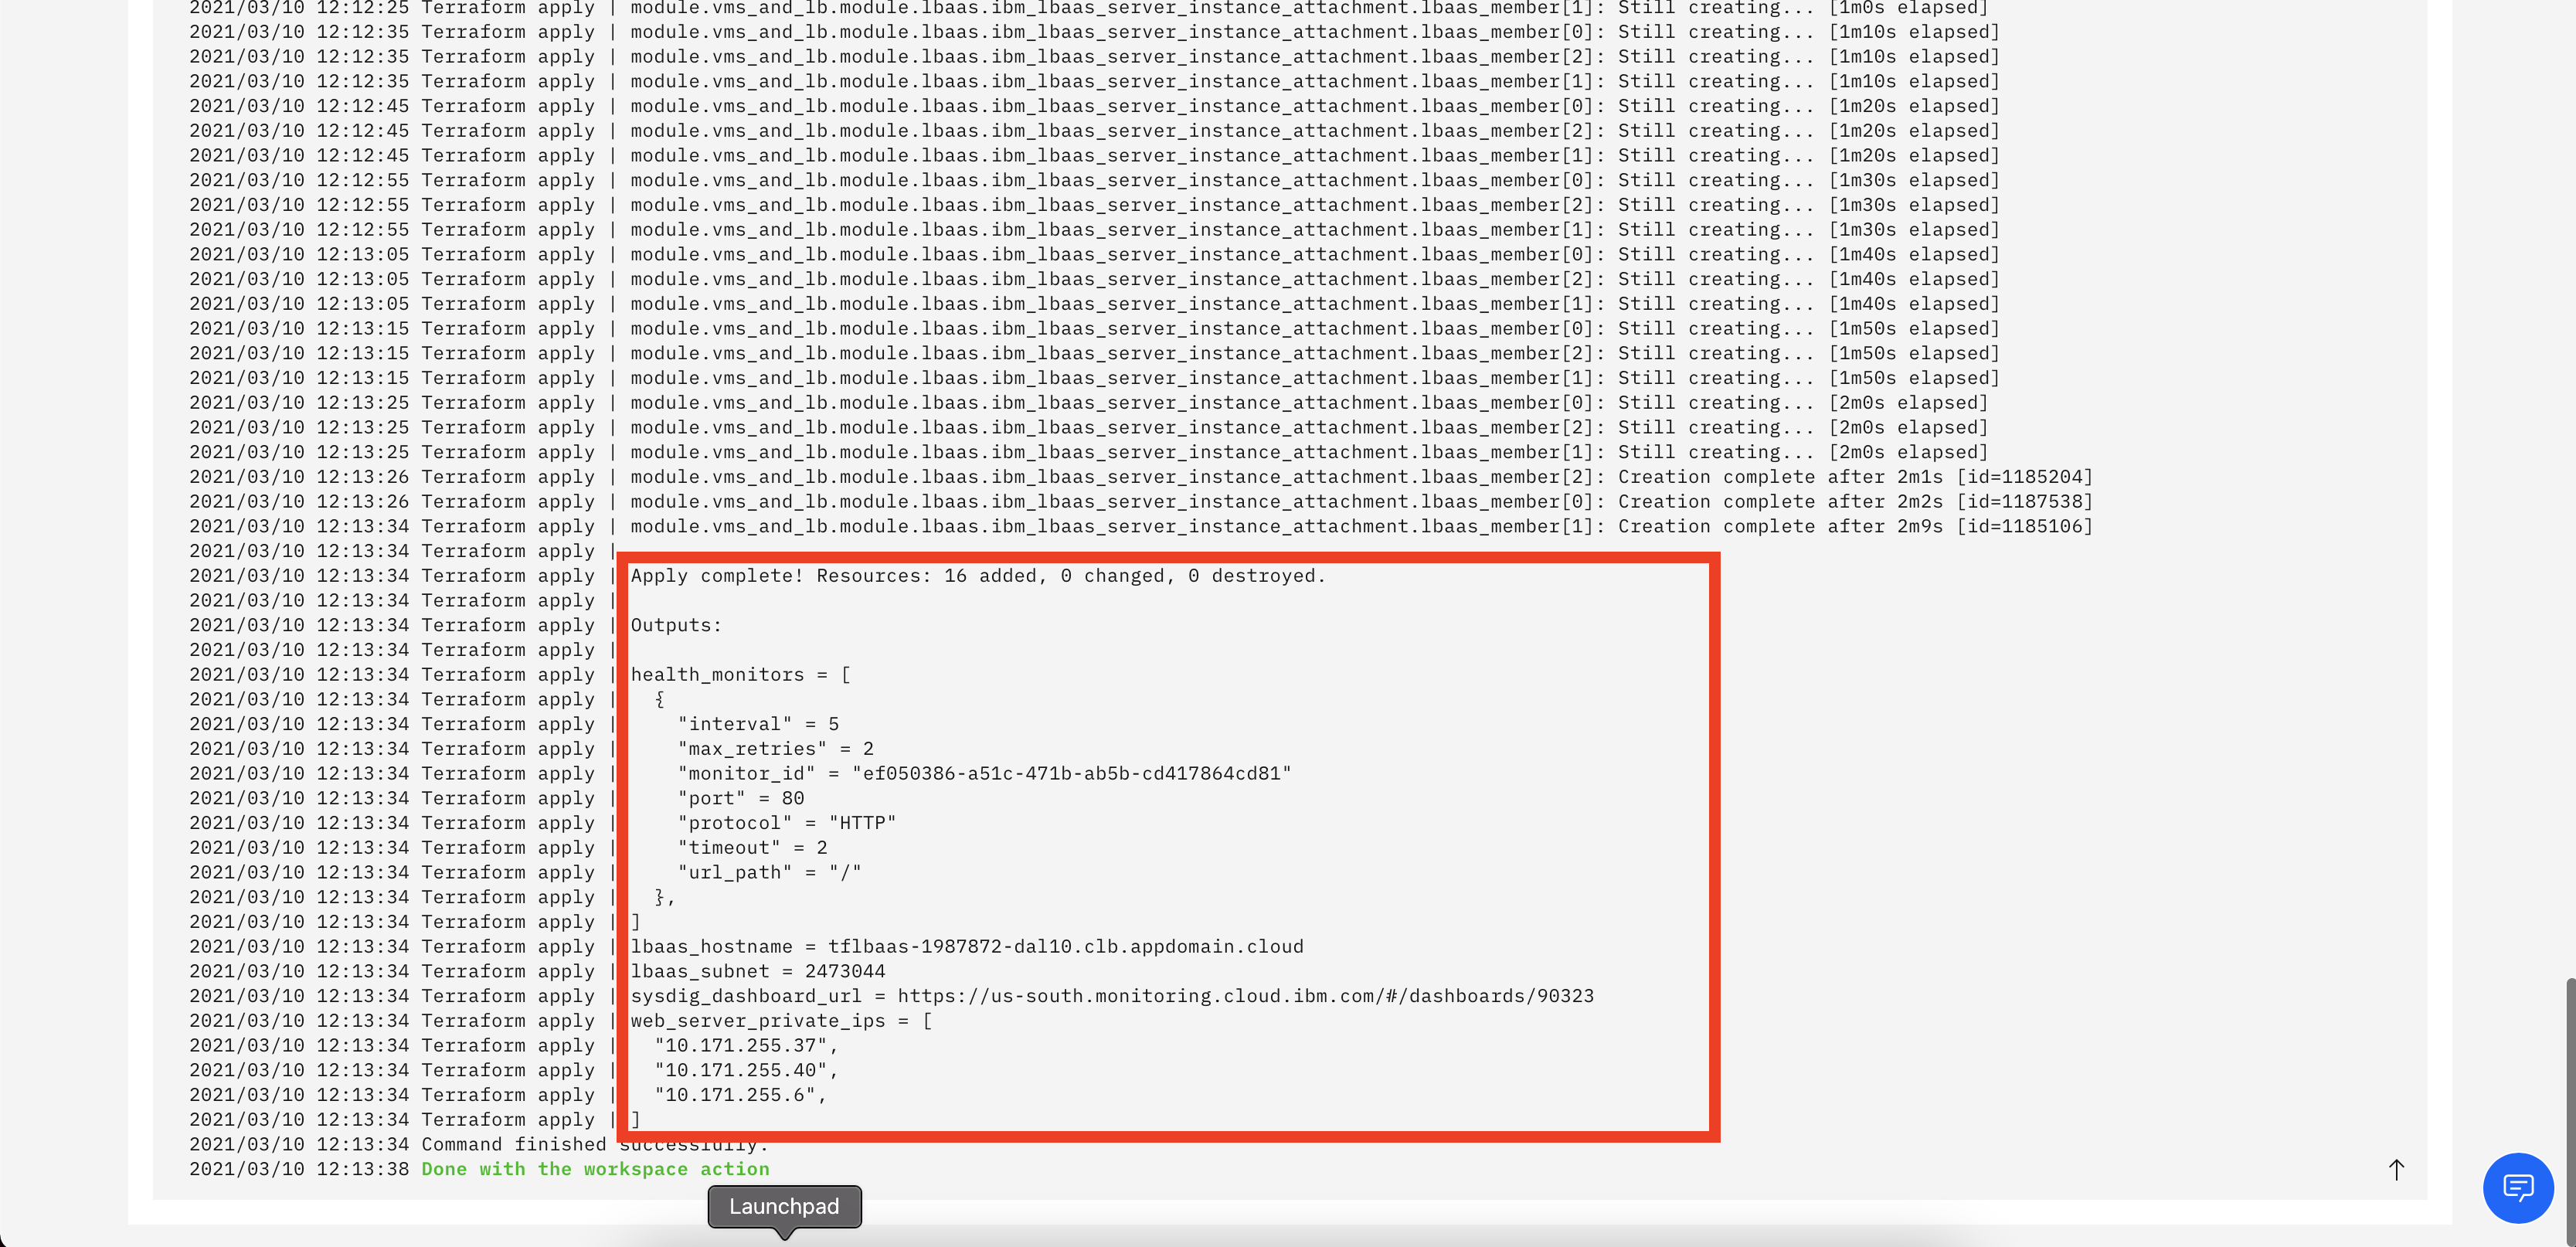 2021/03/10 12:12:25 Terraform apply | module.vms_and_lb.module.lbaas.ibm_lbaas_server_instance_attachment.lbaas_member[1]: Still creating... [1m0s elapsed]
2021/03/10 12:12:35 Terraform apply | module.vms_and_lb.module.lbaas.ibm_lbaas_server_instance_attachment.lbaas_member[0]: Still creating... [1m10s elapsed]
2021/03/10 12:12:35 Terraform apply | module.vms_and_lb.module.lbaas.ibm_lbaas_server_instance_attachment.lbaas_member[2]: Still creating... [1m10s elapsed]
2021/03/10 12:12:35 Terraform apply | module.vms_and_lb.module.lbaas.ibm_lbaas_server_instance_attachment.lbaas_member[1]: Still creating... [1m10s elapsed]
2021/03/10 12:12:45 Terraform apply | module.vms_and_lb.module.lbaas.ibm_lbaas_server_instance_attachment.lbaas_member[0]: Still creating... [1m20s elapsed]
2021/03/10 12:12:45 Terraform apply | module.vms_and_lb.module.lbaas.ibm_lbaas_server_instance_attachment.lbaas_member[2]: Still creating... [1m20s elapsed]
2021/03/10 12:12:45 Terraform apply | module.vms_and_lb.module.lbaas.ibm_lbaas_server_instance_attachment.lbaas_member[1]: Still creating... [1m20s elapsed]
2021/03/10 12:12:55 Terraform apply | module.vms_and_lb.module.lbaas.ibm_lbaas_server_instance_attachment.lbaas_member[0]: Still creating... [1m30s elapsed]
2021/03/10 12:12:55 Terraform apply | module.vms_and_lb.module.lbaas.ibm_lbaas_server_instance_attachment.lbaas_member[2]: Still creating... [1m30s elapsed]
2021/03/10 12:12:55 Terraform apply | module.vms_and_lb.module.lbaas.ibm_lbaas_server_instance_attachment.lbaas_member[1]: Still creating... [1m30s elapsed]
2021/03/10 12:13:05 Terraform apply | module.vms_and_lb.module.lbaas.ibm_lbaas_server_instance_attachment.lbaas_member[0]: Still creating... [1m40s elapsed]
2021/03/10 12:13:05 Terraform apply | module.vms_and_lb.module.lbaas.ibm_lbaas_server_instance_attachment.lbaas_member[2]: Still creating... [1m40s elapsed]
2021/03/10 12:13:05 Terraform apply | module.vms_and_lb.module.lbaas.ibm_lbaas_server_instance_attachment.lbaas_member[1]: Still creating... [1m40s elapsed]
2021/03/10 12:13:15 Terraform apply | module.vms_and_lb.module.lbaas.ibm_lbaas_server_instance_attachment.lbaas_member[0]: Still creating... [1m50s elapsed]
2021/03/10 12:13:15 Terraform apply | module.vms_and_lb.module.lbaas.ibm_lbaas_server_instance_attachment.lbaas_member[2]: Still creating... [1m50s elapsed]
2021/03/10 12:13:15 Terraform apply | module.vms_and_lb.module.lbaas.ibm_lbaas_server_instance_attachment.lbaas_member[1]: Still creating... [1m50s elapsed]
2021/03/10 12:13:25 Terraform apply | module.vms_and_lb.module.lbaas.ibm_lbaas_server_instance_attachment.lbaas_member[0]: Still creating... [2m0s elapsed]
2021/03/10 12:13:25 Terraform apply | module.vms_and_lb.module.lbaas.ibm_lbaas_server_instance_attachment.lbaas_member[2]: Still creating... [2m0s elapsed]
2021/03/10 12:13:25 Terraform apply | module.vms_and_lb.module.lbaas.ibm_lbaas_server_instance_attachment.lbaas_member[1]: Still creating... [2m0s elapsed]
2021/03/10 12:13:26 Terraform apply | module.vms_and_lb.module.lbaas.ibm_lbaas_server_instance_attachment.lbaas_member[2]: Creation complete after 2m1s [id=1185204]
2021/03/10 12:13:26 Terraform apply | module.vms_and_lb.module.lbaas.ibm_lbaas_server_instance_attachment.lbaas_member[0]: Creation complete after 2m2s [id=1187538]
2021/03/10 12:13:34 Terraform apply | module.vms_and_lb.module.lbaas.ibm_lbaas_server_instance_attachment.lbaas_member[1]: Creation complete after 2m9s [id=1185106]
2021/03/10 12:13:34 Terraform apply |
2021/03/10 12:13:34 Terraform apply | Apply complete! Resources: 16 added, 0 changed, 0 destroyed.
2021/03/10 12:13:34 Terraform apply |
2021/03/10 12:13:34 Terraform apply | Outputs:
2021/03/10 12:13:34 Terraform apply |
2021/03/10 12:13:34 Terraform apply | health_monitors = [
2021/03/10 12:13:34 Terraform apply |   {
2021/03/10 12:13:34 Terraform apply |     "interval" = 5
2021/03/10 12:13:34 Terraform apply |     "max_retries" = 2
2021/03/10 12:13:34 Terraform apply |     "monitor_id" = "ef050386-a51c-471b-ab5b-cd417864cd81"
2021/03/10 12:13:34 Terraform apply |     "port" = 80
2021/03/10 12:13:34 Terraform apply |     "protocol" = "HTTP"
2021/03/10 12:13:34 Terraform apply |     "timeout" = 2
2021/03/10 12:13:34 Terraform apply |     "url_path" = "/"
2021/03/10 12:13:34 Terraform apply |   },
2021/03/10 12:13:34 Terraform apply | ]
2021/03/10 12:13:34 Terraform apply | lbaas_hostname = tflbaas-1987872-dal10.clb.appdomain.cloud
2021/03/10 12:13:34 Terraform apply | lbaas_subnet = 2473044
2021/03/10 12:13:34 Terraform apply | sysdig_dashboard_url = https://us-south.monitoring.cloud.ibm.com/#/dashboards/90323
2021/03/10 12:13:34 Terraform apply | web_server_private_ips = [
2021/03/10 12:13:34 Terraform apply |   "10.171.255.37",
2021/03/10 12:13:34 Terraform apply |   "10.171.255.40",
2021/03/10 12:13:34 Terraform apply |   "10.171.255.6",
2021/03/10 12:13:34 Terraform apply | ]
2021/03/10 12:13:34 Command finished successfully.
2021/03/10 12:13:38 Done with the workspace action
Launchpad